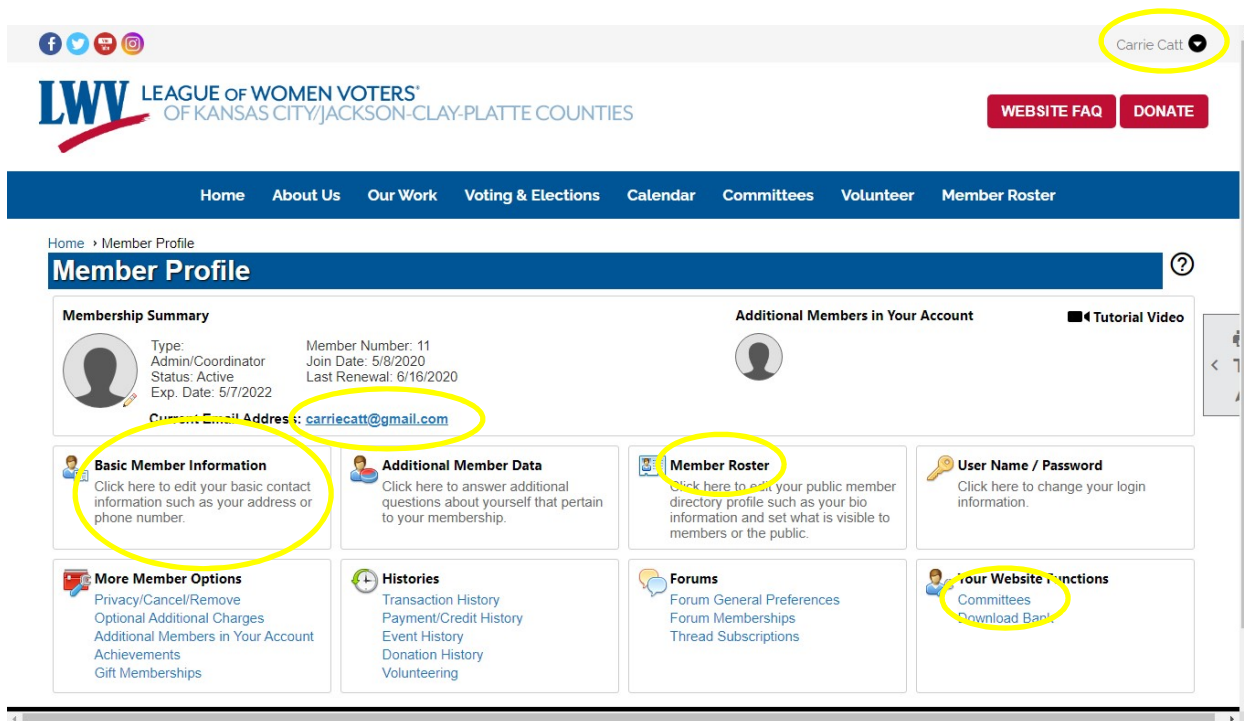 Carrie Catt
LWV LEAGUE OF WOMEN VOTERS®
OF KANSAS CITY/JACKSON-CLAY-PLATTE COUNTIES
WEBSITE FAQ DONATE
Home About Us Our Work Voting & Elections Calendar Committees Volunteer Member Roster
Home › Member Profile
Member Profile
Membership Summary
Type:
Admin/Coordinator
Status: Active
Exp. Date: 5/7/2022
Member Number: 11
Join Date: 5/8/2020
Last Renewal: 6/16/2020
Current Email Address: carriecatt@gmail.com
Additional Members in Your Account
Tutorial Video
Basic Member Information
Click here to edit your basic contact
information such as your address or
phone number.
Additional Member Data
Click here to answer additional
questions about yourself that pertain
to your membership.
Member Roster
Click here to edit your public member
directory profile such as your bio
information and set what is visible to
members or the public.
User Name / Password
Click here to change your login
information.
More Member Options
Privacy/Cancel/Remove
Optional Additional Charges
Additional Members in Your Account
Achievements
Gift Memberships
Histories
Transaction History
Payment/Credit History
Event History
Donation History
Volunteering
Forums
Forum General Preferences
Forum Memberships
Thread Subscriptions
Your Website Functions
Committees
Download Bank